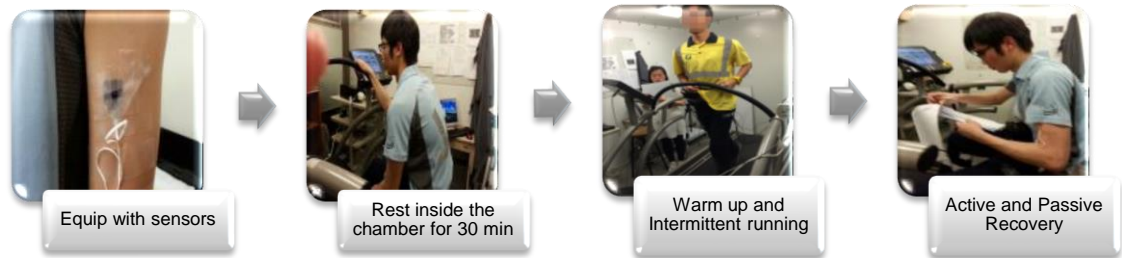 Equip with sensors
Rest inside the
chamber for 30 min
Warm up and
Intermittent running
Active and Passive
Recovery